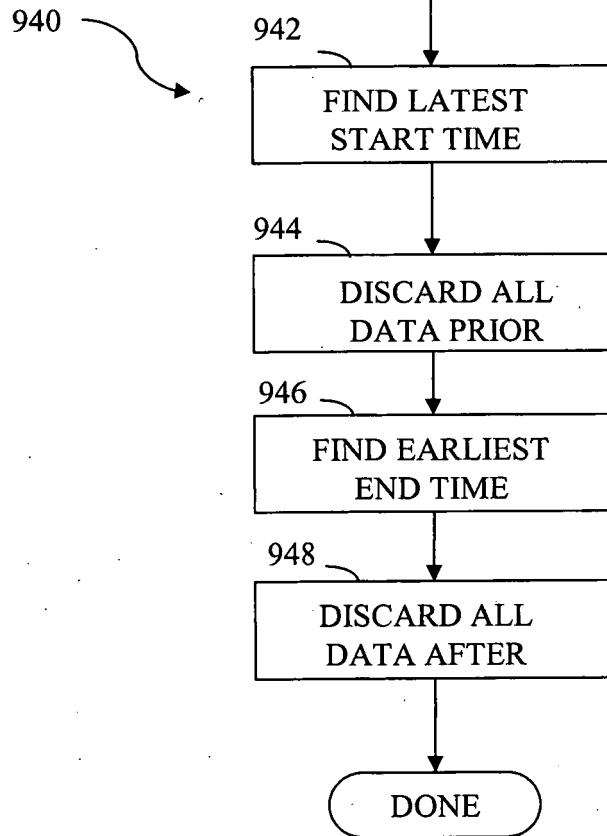 940
942
FIND LATEST
START TIME
944
DISCARD ALL
DATA PRIOR
946
FIND EARLIEST
END TIME
948
DISCARD ALL
DATA AFTER
DONE